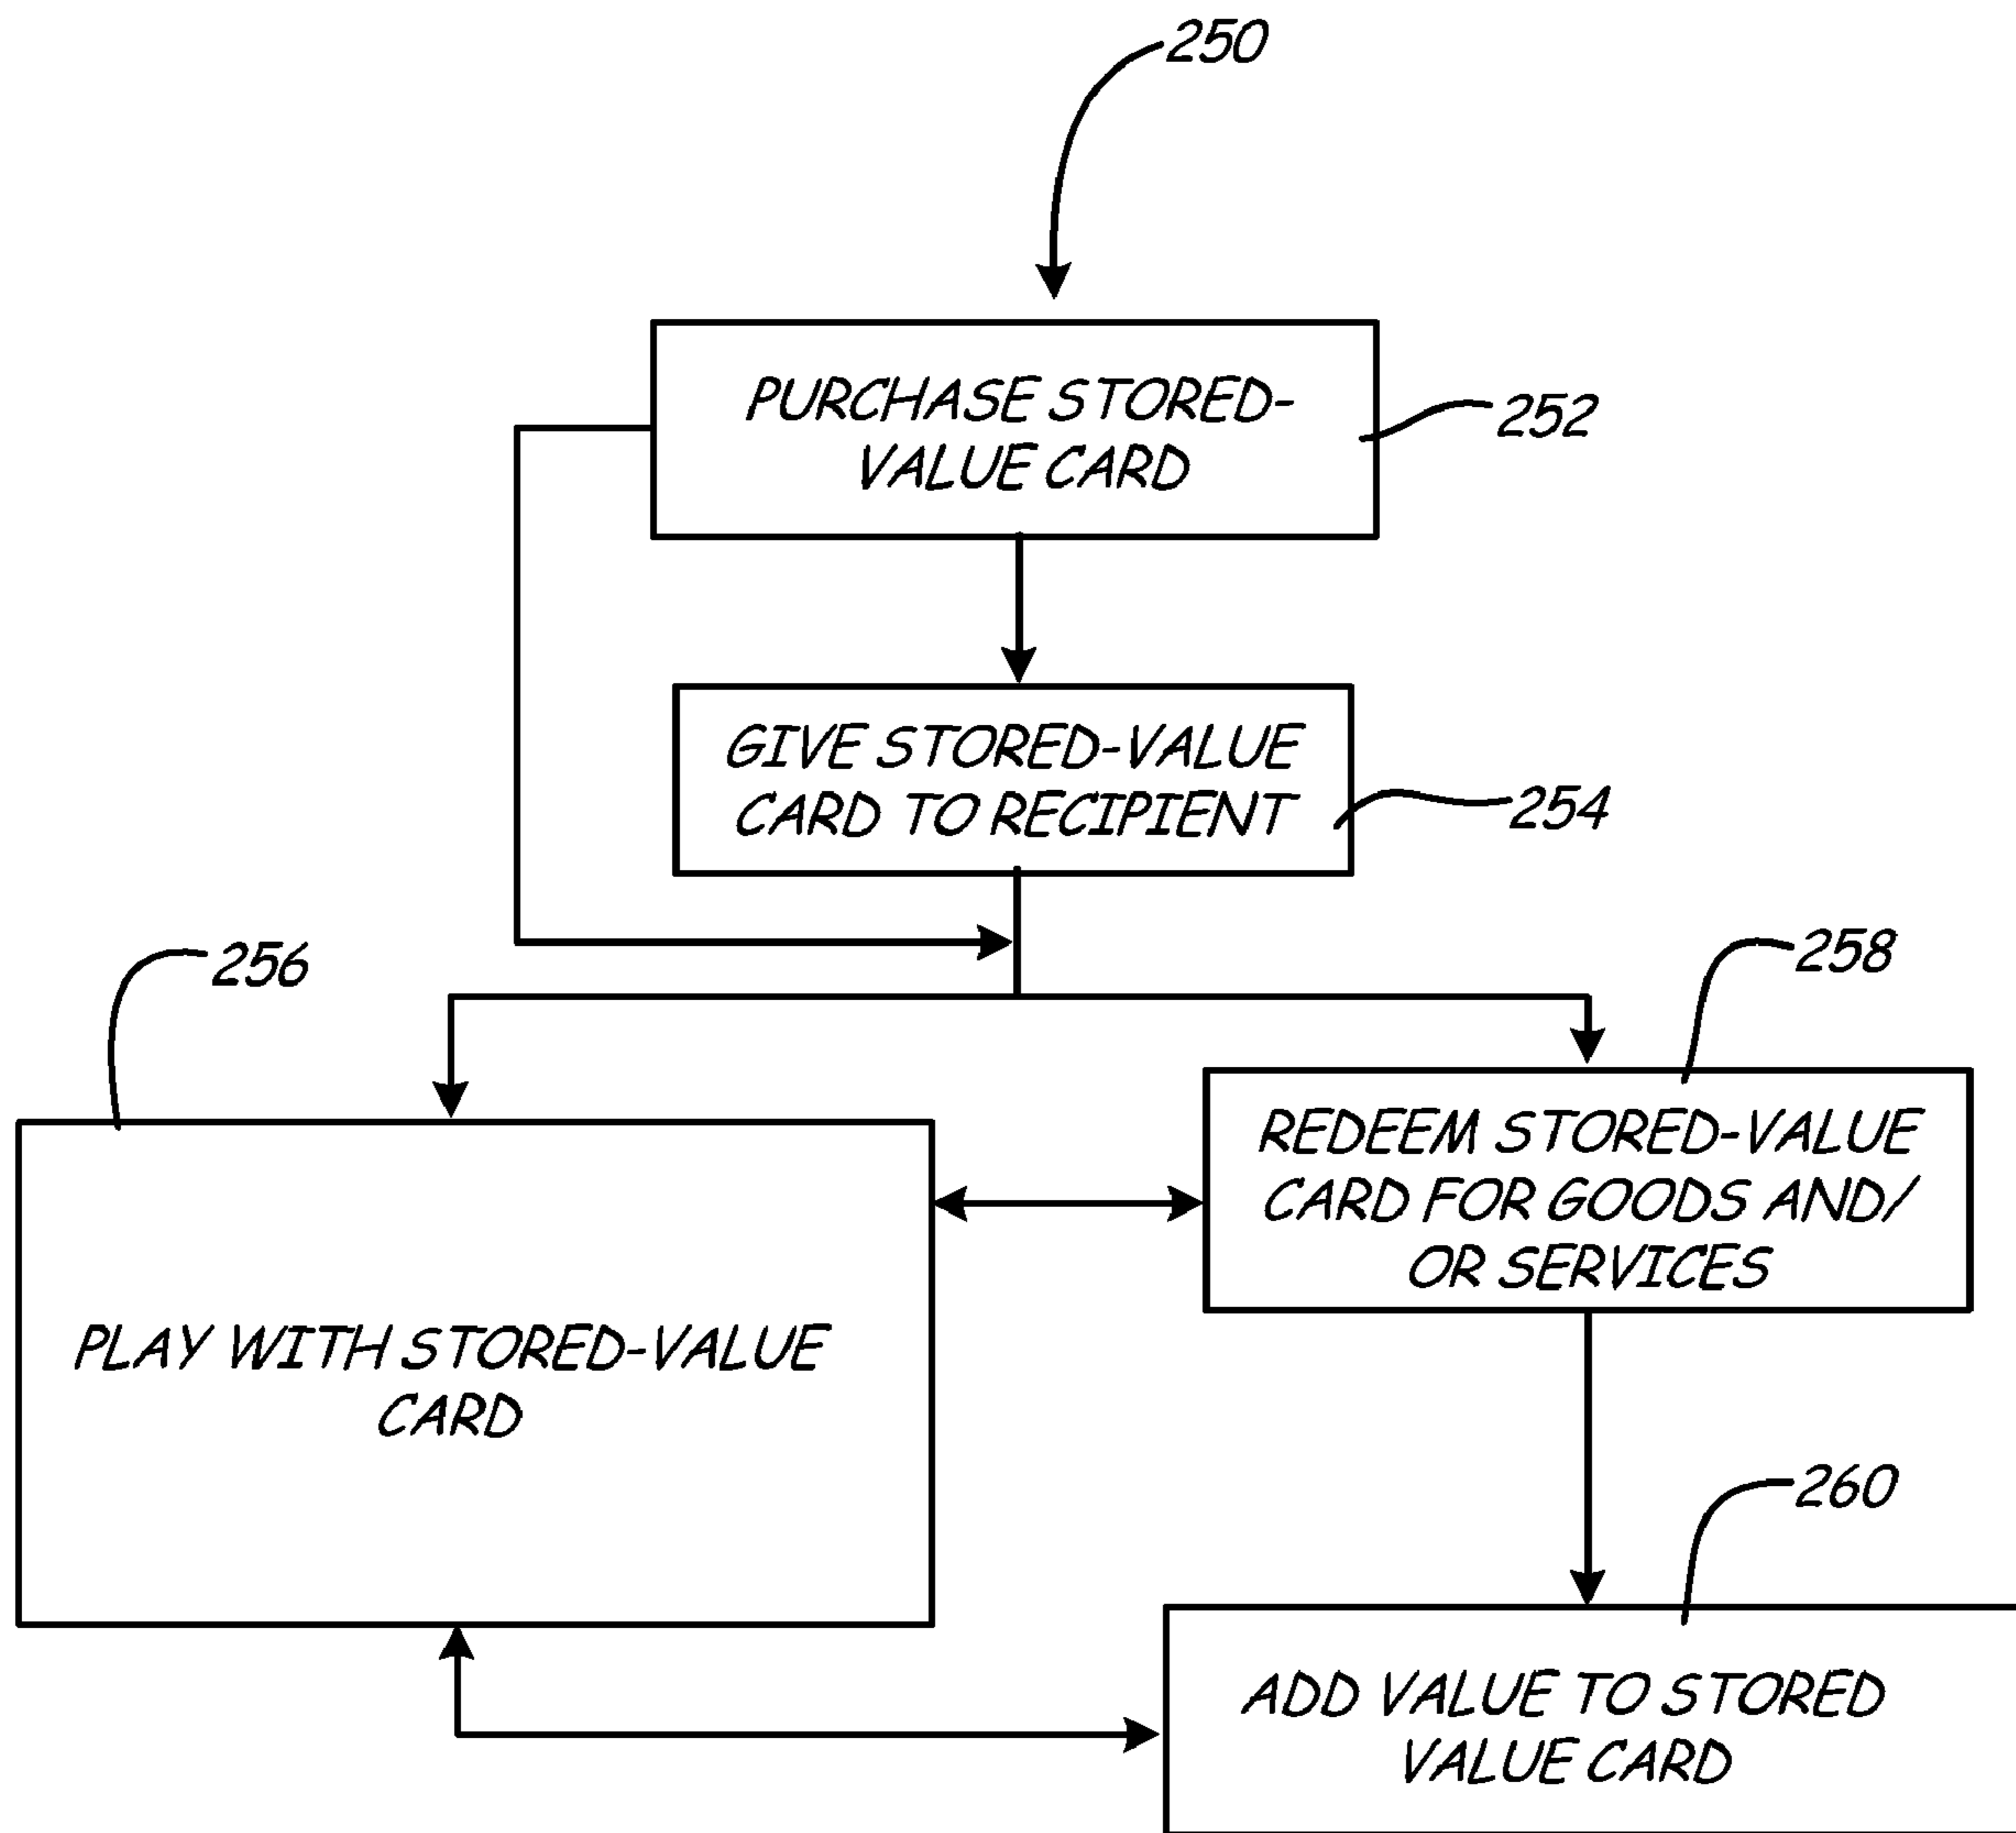 250
PURCHASE STORED-
VALUE CARD
252
GIVE STORED-VALUE
CARD TO RECIPIENT
254
256
258
REDEEM STORED-VALUE
CARD FOR GOODS AND/
OR SERVICES
PLAY WITH STORED-VALUE
CARD
260
ADD VALUE TO STORED
VALUE CARD